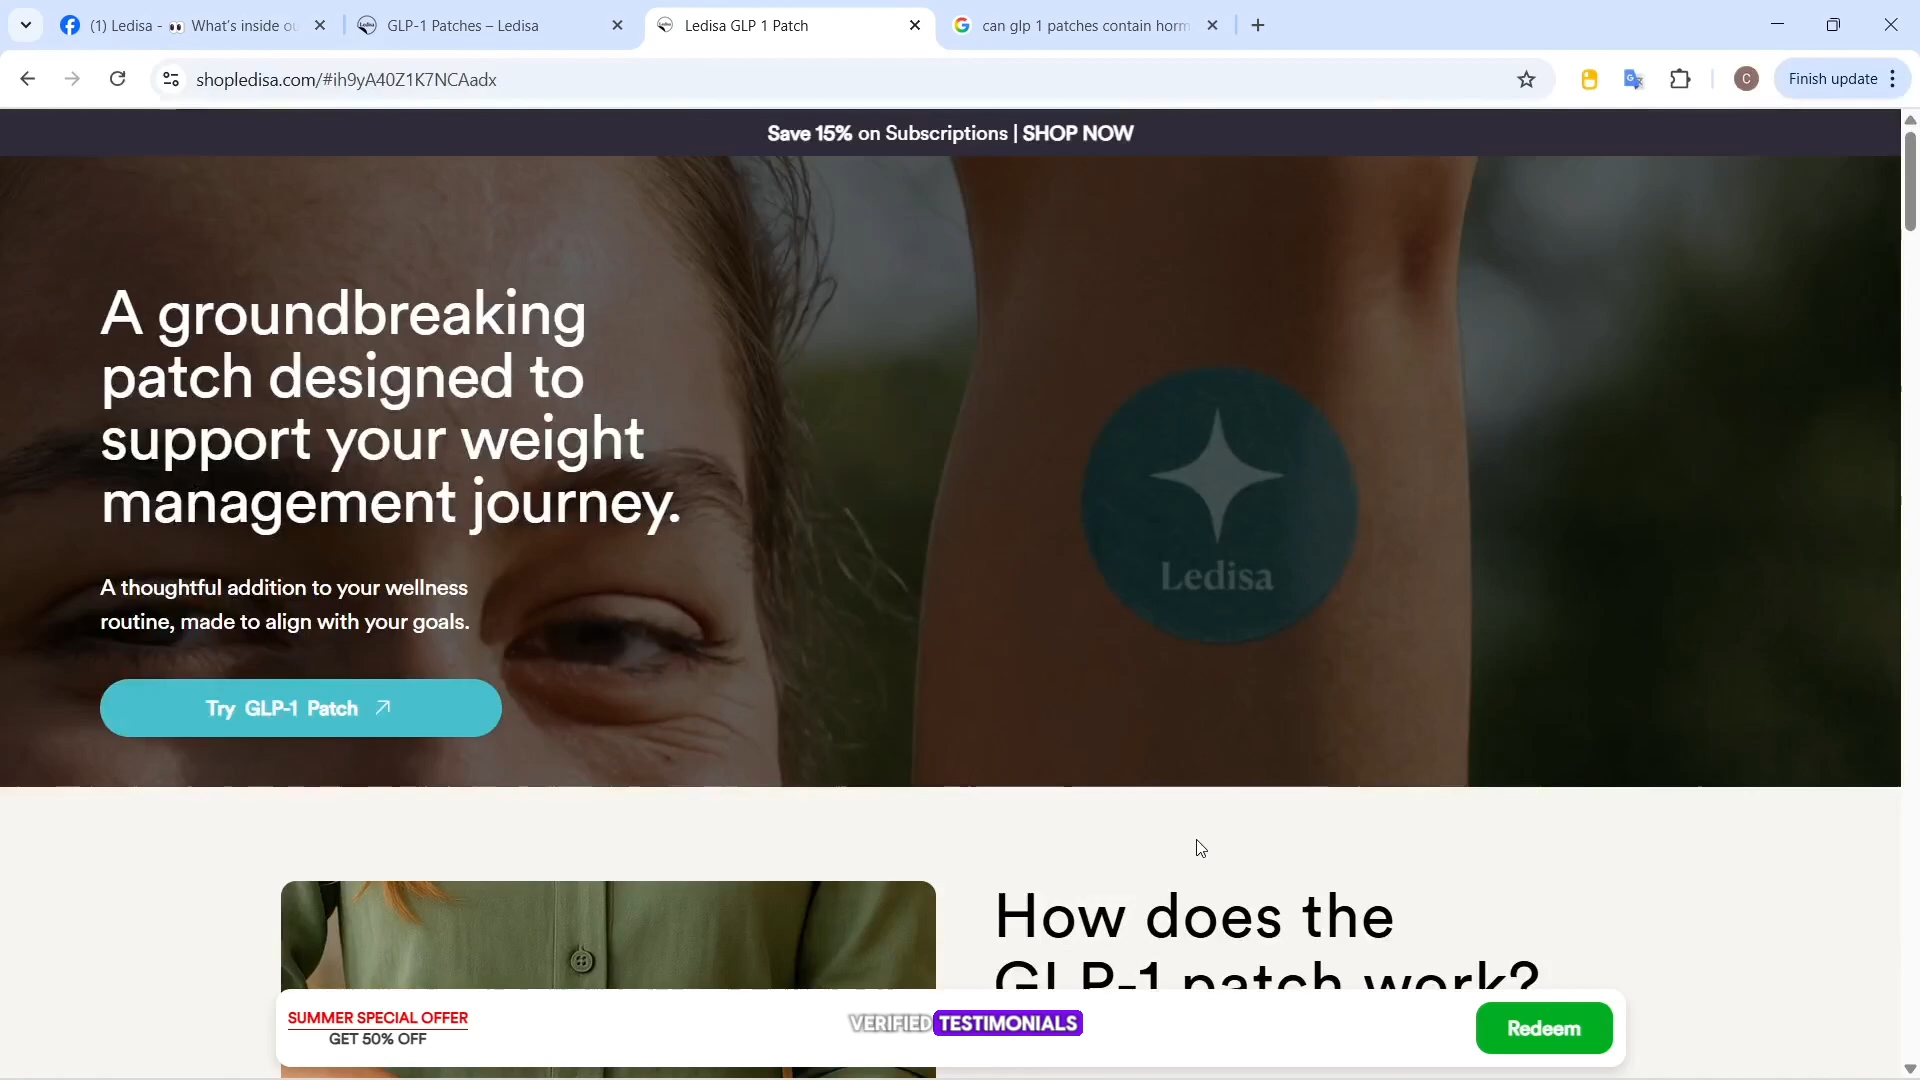 (1) Ledisa - 👀 What's inside ou
GLP-1 Patches – Ledisa
Ledisa GLP 1 Patch
can glp 1 patches contain horm
shopledisa.com/#ih9yA40Z1K7NCAadx
C
Finish update
Save 15% on Subscriptions | SHOP NOW
A groundbreaking
patch designed to
support your weight
management journey.
A thoughtful addition to your wellness
routine, made to align with your goals.
Try GLP-1 Patch
Ledisa
How does the
GLP-1 patch work?
SUMMER SPECIAL OFFER
GET 50% OFF
VERIFIED TESTIMONIALS
Redeem